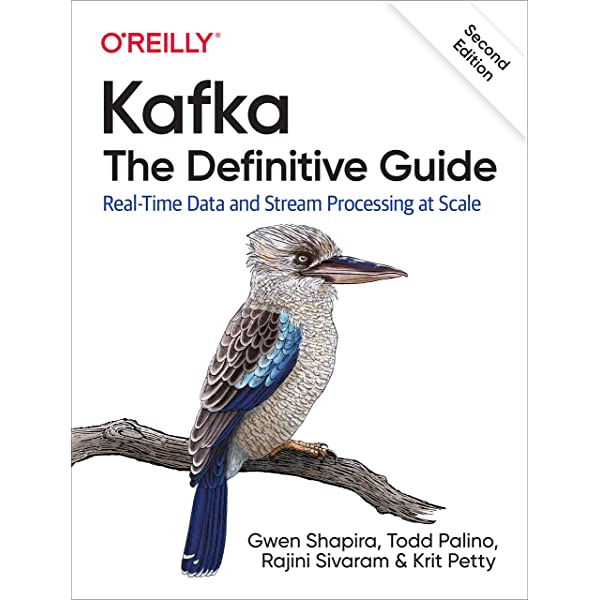 O'REILLY®
Second
Edition
Kafka
The Definitive Guide
Real-Time Data and Stream Processing at Scale
Gwen Shapira, Todd Palino,
Rajini Sivaram & Krit Petty